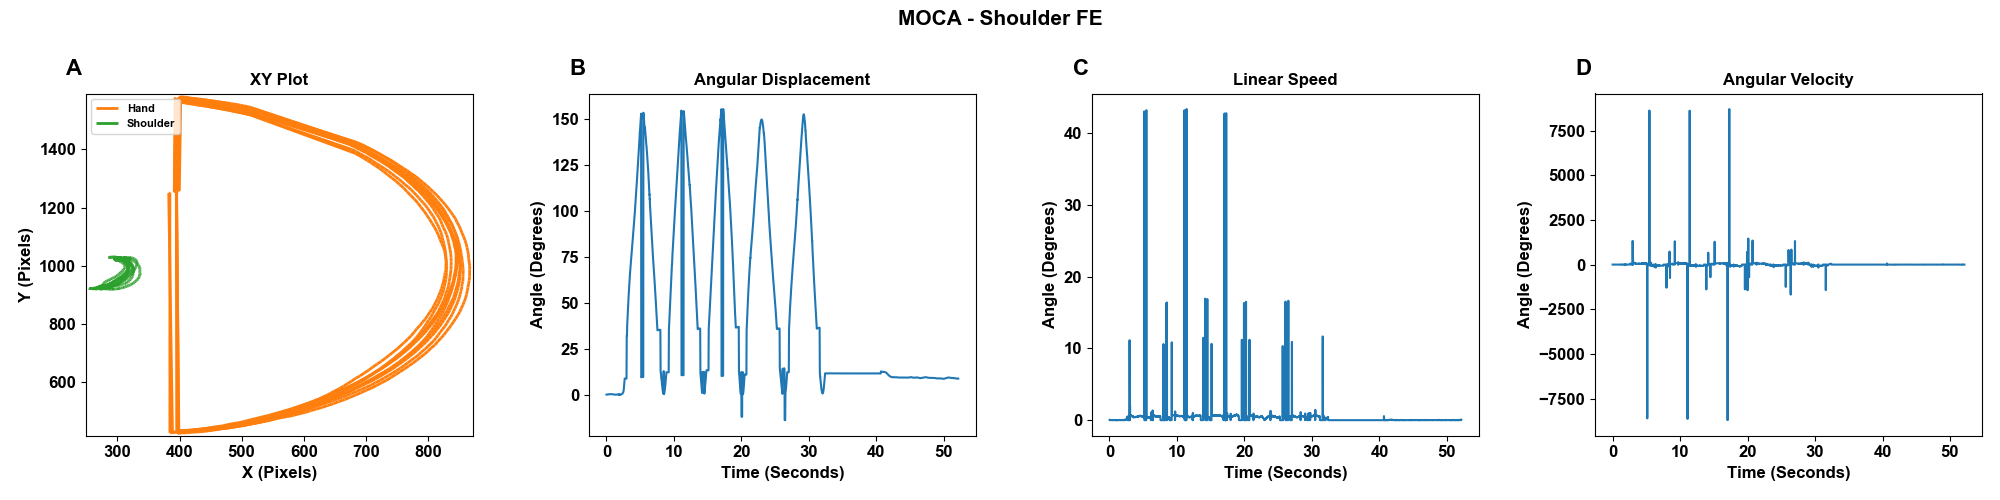 MOCA - Shoulder FE
A
XY Plot
Hand
Shoulder
1400
1200
1000
800
600
300 400 500 600 700 800
X (Pixels)
Y (Pixels)
B
Angular Displacement
150
125
100
75
50
25
0
0 10 20 30 40 50
Time (Seconds)
Angle (Degrees)
C
Linear Speed
40
30
20
10
0
0 10 20 30 40 50
Time (Seconds)
Angle (Degrees)
D
Angular Velocity
7500
5000
2500
0
−2500
−5000
−7500
0 10 20 30 40 50
Time (Seconds)
Angle (Degrees)